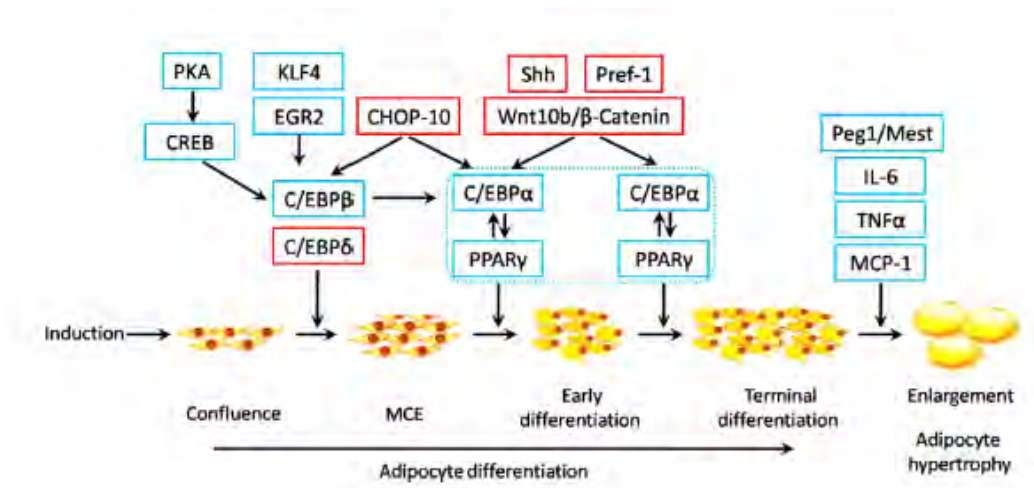 PKA
KLF4
Shh
Pref-1
EGR2
CHOP-10
Wnt10b/β-Catenin
CREB
Peg1/Mest
IL-6
C/EBPβ
C/EBPα
C/EBPα
TNFα
C/EBPδ
PPARγ
PPARγ
MCP-1
Induction
Confluence
MCE
Early
differentiation
Terminal
differentiation
Enlargement
Adipocyte
hypertrophy
Adipocyte differentiation